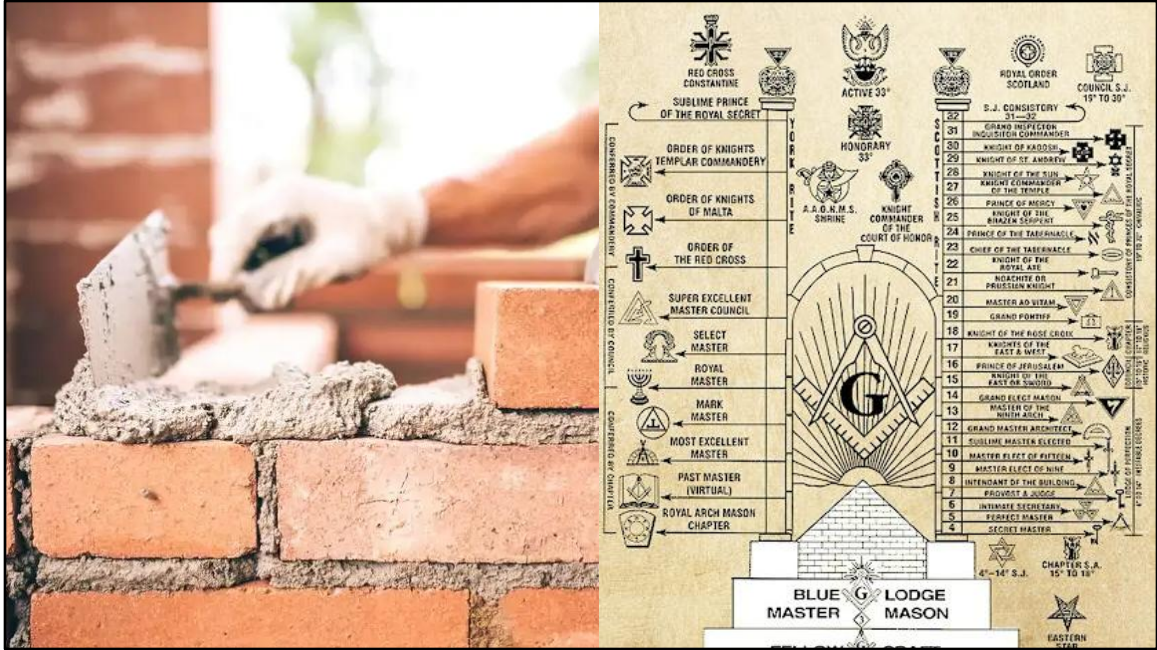 RED CROSS
CONSTANTINE
SUBLIME PRINCE
OF THE ROYAL SECRET
ORDER OF KNIGHTS
TEMPLAR COMMANDERY
ORDER OF KNIGHTS
OF MALTA
ORDER OF
THE RED CROSS
SUPER EXCELLENT
MASTER COUNCIL
SELECT
MASTER
ROYAL
MASTER
MARK
MASTER
MOST EXCELLENT
MASTER
PAST MASTER
(VIRTUAL)
ROYAL ARCH MASON
CHAPTER
CONFERRED BY COMMANDERY
CONFERRED BY COUNCIL
CONFERRED BY CHAPTER
YORK RITE
ACTIVE 33°
HONORARY
33°
A.A.O.N.M.S.
SHRINE
KNIGHT
COMMANDER
OF THE
COURT OF HONOR
G
SCOTTISH RITE
ROYAL ORDER
SCOTLAND
COUNCIL S.J.
19° TO 30°
S.J. CONSISTORY
31—32
32
31 GRAND INSPECTOR
INQUISITOR COMMANDER
30 KNIGHT OF KADOSH
29 KNIGHT OF ST. ANDREW
28 KNIGHT OF THE SUN
27 KNIGHT COMMANDER
OF THE TEMPLE
26 PRINCE OF MERCY
25 KNIGHT OF THE
BRAZEN SERPENT
24 PRINCE OF THE TABERNACLE
23 CHIEF OF THE TABERNACLE
22 KNIGHT OF THE
ROYAL AXE
21 NOACHITE OR
PRUSSIAN KNIGHT
20 MASTER AD VITAM
19 GRAND PONTIFF
18 KNIGHT OF THE ROSE CROIX
17 KNIGHTS OF THE
EAST & WEST
16 PRINCE OF JERUSALEM
15 KNIGHT OF THE
EAST OR SWORD
14 GRAND ELECT MASON
13 MASTER OF THE
NINTH ARCH
12 GRAND MASTER ARCHITECT
11 SUBLIME MASTER ELECTED
10 MASTER ELECT OF FIFTEEN
9 MASTER ELECT OF NINE
8 INTENDANT OF THE BUILDING
7 PROVOST & JUDGE
6 INTIMATE SECRETARY
5 PERFECT MASTER
4 SECRET MASTER
LODGE OF PERFECTION
4°–14° S.J.
CHAPTER S.A.
15° TO 18°
EASTERN
STAR
BLUE G LODGE
MASTER MASON
3